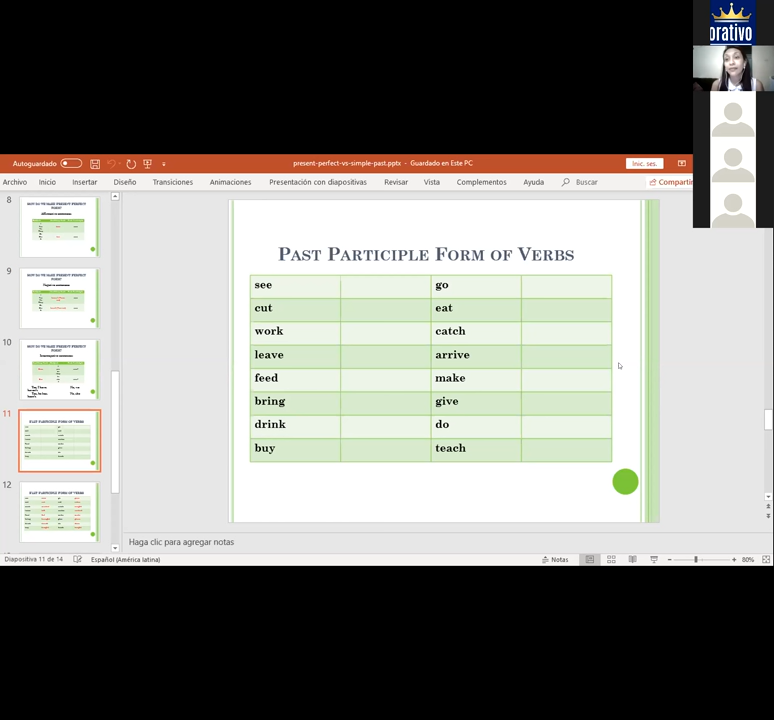 orativo
Autoguardado
present-perfect-vs-simple-past.pptx - Guardado en Este PC
Inic. ses.
Archivo Inicio Insertar Diseño Transiciones Animaciones Presentación con diapositivas Revisar Vista Complementos Ayuda Buscar Compartir
8
9
10
11
12
PAST PARTICIPLE FORM OF VERBS
see go
cut eat
work catch
leave arrive
feed make
bring give
drink do
buy teach
Haga clic para agregar notas
Diapositiva 11 de 14 Español (América latina) Notas 80%